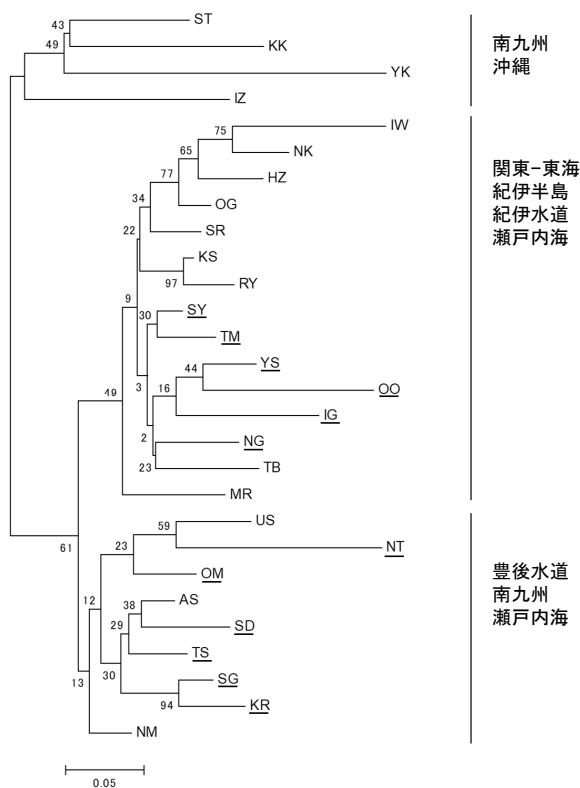 ST
43
KK
49
YK
IZ
南九州
沖縄
IW
75
NK
65
HZ
77
OG
34
SR
22
KS
97
RY
9
30
SY
TM
関東-東海
紀伊半島
紀伊水道
瀬戸内海
YS
44
OO
3
16
IG
49
2
NG
23
TB
MR
US
59
NT
61
23
OM
12
AS
38
SD
29
TS
30
SG
13
94
KR
NM
豊後水道
南九州
瀬戸内海
0.05